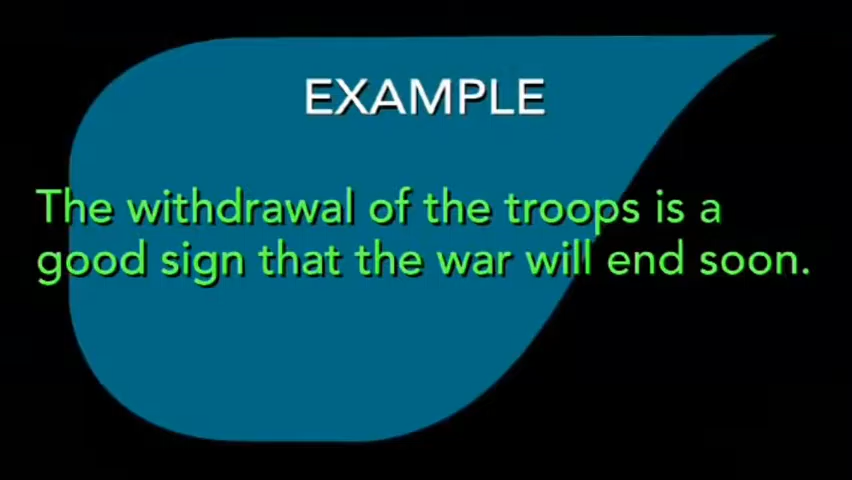 EXAMPLE
The withdrawal of the troops is a
good sign that the war will end soon.